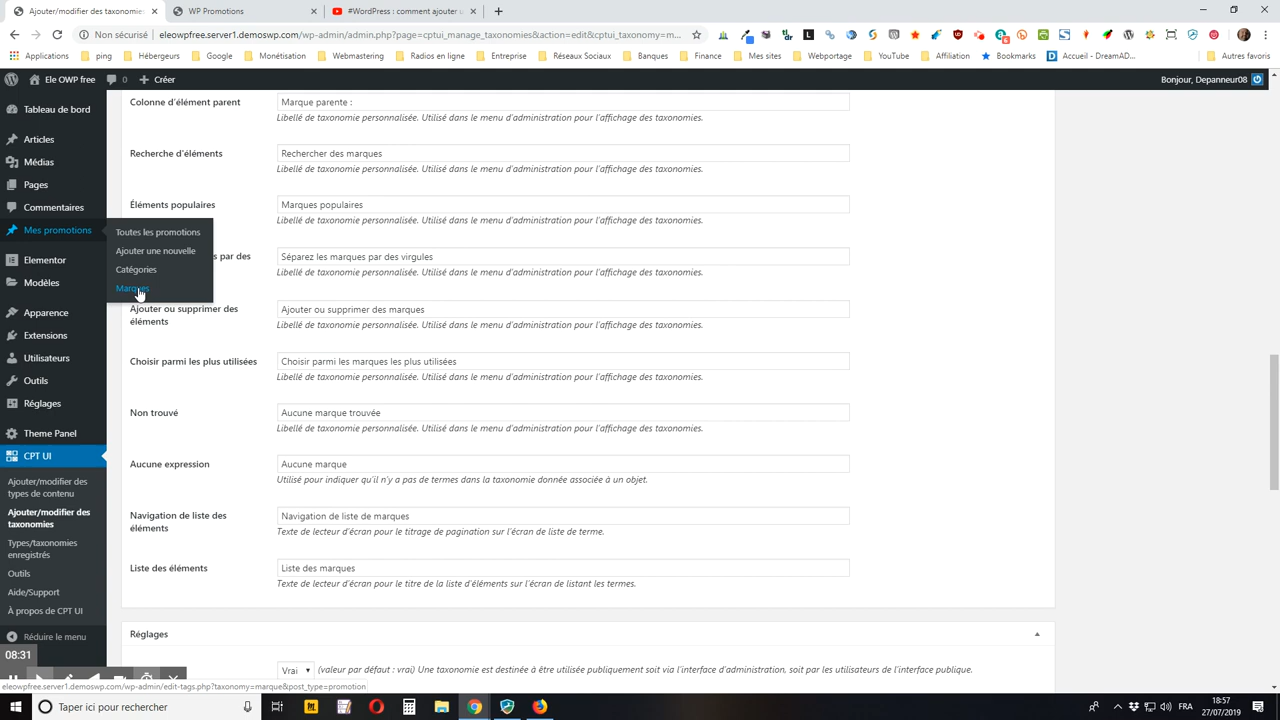 Ajouter/modifier des taxonomies
WP Promotions
#WordPress : comment ajouter u
Non sécurisé
eleowpfree.server1.demoswp.com/wp-admin/admin.php?page=cptui_manage_taxonomies&action=edit&cptui_taxonomy=m...
Applications
ping
Hébergeurs
Google
Monétisation
Webmastering
Radios en ligne
Entreprise
Réseaux Sociaux
Banques
Finance
Mes sites
Webportage
YouTube
Affiliation
Bookmarks
Accueil - DreamAD...
Autres favoris
Ele OWP free
0
Créer
Bonjour, Depanneur08
Tableau de bord
Articles
Médias
Pages
Commentaires
Mes promotions
Toutes les promotions
Ajouter une nouvelle
Catégories
Marques
Elementor
Modèles
Apparence
Extensions
Utilisateurs
Outils
Réglages
Theme Panel
CPT UI
Ajouter/modifier des
types de contenu
Ajouter/modifier des
taxonomies
Types/taxonomies
enregistrés
Outils
Aide/Support
À propos de CPT UI
Réduire le menu
08:31
Colonne d'élément parent
Marque parente :
Libellé de taxonomie personnalisée. Utilisé dans le menu d'administration pour l'affichage des taxonomies.
Recherche d'éléments
Rechercher des marques
Libellé de taxonomie personnalisée. Utilisé dans le menu d'administration pour l'affichage des taxonomies.
Éléments populaires
Marques populaires
Libellé de taxonomie personnalisée. Utilisé dans le menu d'administration pour l'affichage des taxonomies.
s par des
Séparez les marques par des virgules
Libellé de taxonomie personnalisée. Utilisé dans le menu d'administration pour l'affichage des taxonomies.
Ajouter ou supprimer des
éléments
Ajouter ou supprimer des marques
Libellé de taxonomie personnalisée. Utilisé dans le menu d'administration pour l'affichage des taxonomies.
Choisir parmi les plus utilisées
Choisir parmi les marques les plus utilisées
Libellé de taxonomie personnalisée. Utilisé dans le menu d'administration pour l'affichage des taxonomies.
Non trouvé
Aucune marque trouvée
Libellé de taxonomie personnalisée. Utilisé dans le menu d'administration pour l'affichage des taxonomies.
Aucune expression
Aucune marque
Utilisé pour indiquer qu'il n'y a pas de termes dans la taxonomie donnée associée à un objet.
Navigation de liste des
éléments
Navigation de liste de marques
Texte de lecteur d'écran pour le titrage de pagination sur l'écran de liste de terme.
Liste des éléments
Liste des marques
Texte de lecteur d'écran pour le titre de la liste d'éléments sur l'écran de listant les termes.
Réglages
Vrai
(valeur par défaut : vrai) Une taxonomie est destinée à être utilisée publiquement soit via l'interface d'administration, soit par les utilisateurs de l'interface publique.
eleowpfree.server1.demoswp.com/wp-admin/edit-tags.php?taxonomy=marque&post_type=promotion
Taper ici pour rechercher
FRA
18:57
27/07/2019